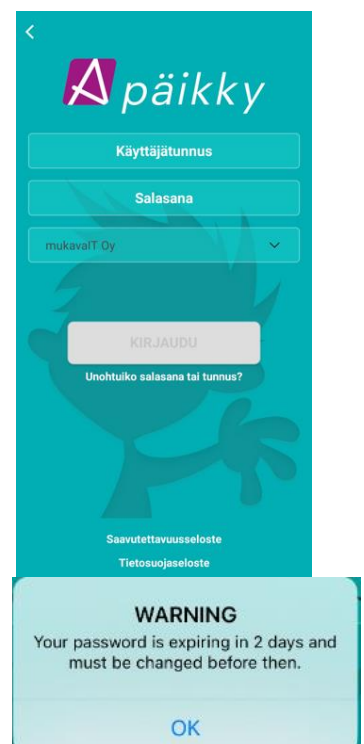 A päikky
Käyttäjätunnus
Salasana
mukavaIT Oy
KIRJAUDU
Unohtuiko salasana tai tunnus?
Saavutettavuusseloste
Tietosuojaseloste
WARNING
Your password is expiring in 2 days and
must be changed before then.
OK